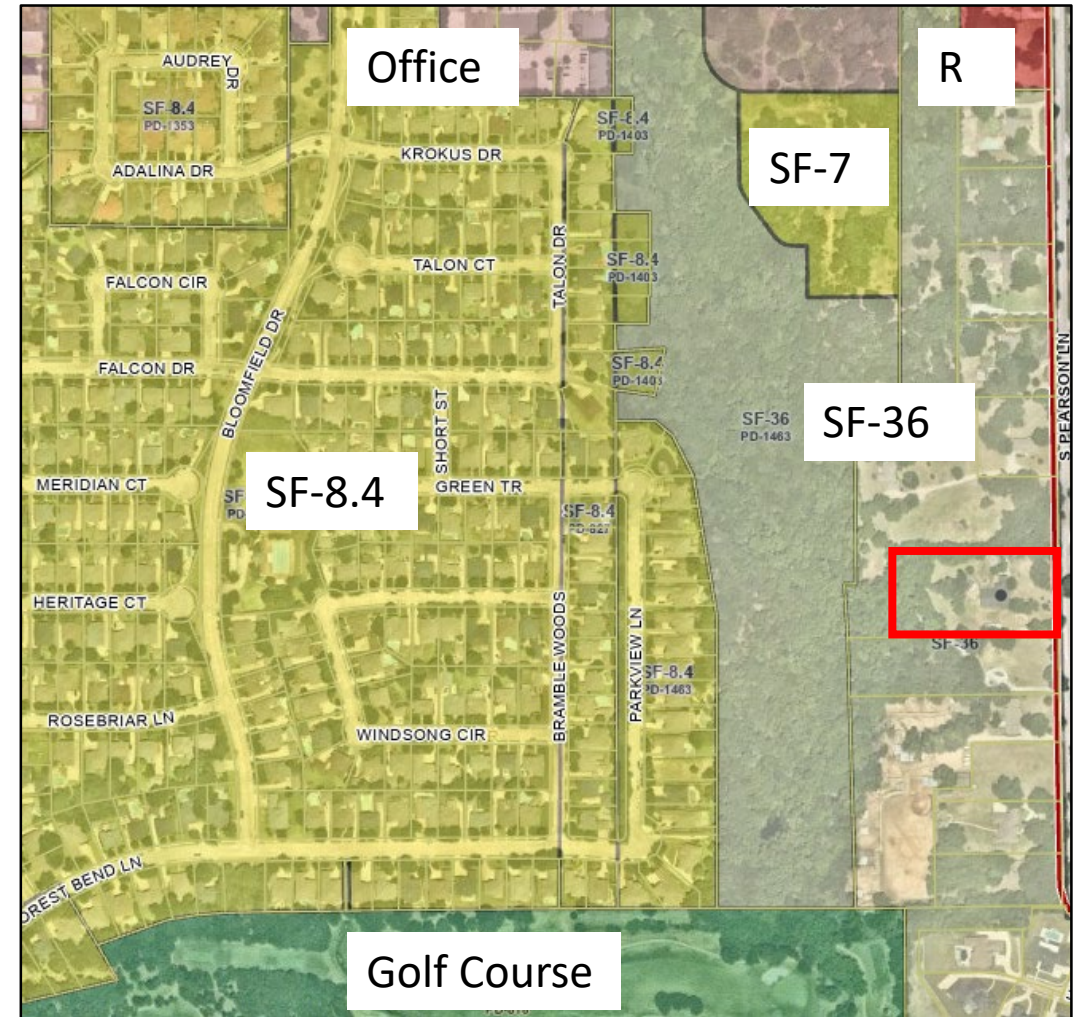 Office
R
AUDREY DR
SF-8.4
PD-1353
ADALINA DR
KROKUS DR
SF-8.4
PD-1403
SF-7
TALON CT
TALON DR
SF-8.4
PD-1403
FALCON CIR
BLOOMFIELD DR
FALCON DR
SF-8.4
PD-1403
S PEARSON LN
SHORT ST
SF-36
PD-1463
SF-36
MERIDIAN CT
SF
PD-
SF-8.4
GREEN TR
SF-8.4
PD-827
HERITAGE CT
BRAMBLE WOODS
PARKVIEW LN
SF-36
SF-8.4
PD-1463
ROSEBRIAR LN
WINDSONG CIR
OREST BEND LN
Golf Course